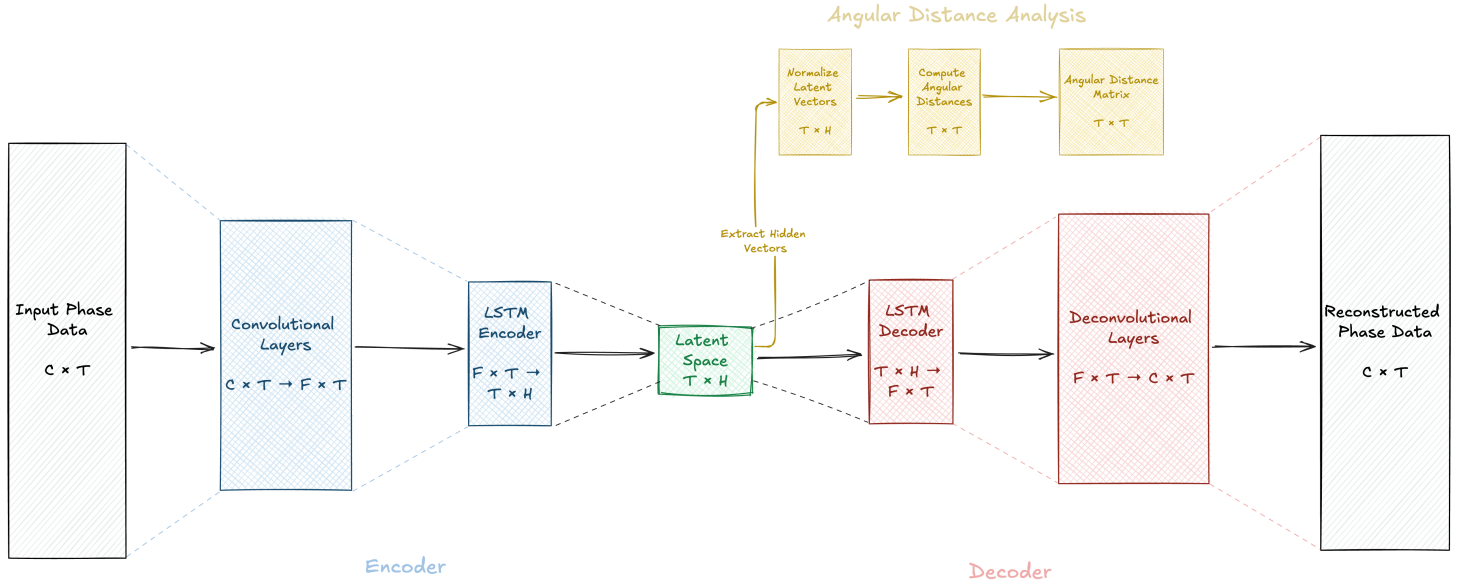 Angular Distance Analysis
Normalize
Latent
Vectors
T × H
Compute
Angular
Distances
T × T
Angular Distance
Matrix
T × T
Extract Hidden
Vectors
Input Phase
Data
C × T
Convolutional
Layers
C × T → F × T
LSTM
Encoder
F × T →
T × H
Latent
Space
T × H
LSTM
Decoder
T × H →
F × T
Deconvolutional
Layers
F × T → C × T
Reconstructed
Phase Data
C × T
Encoder
Decoder